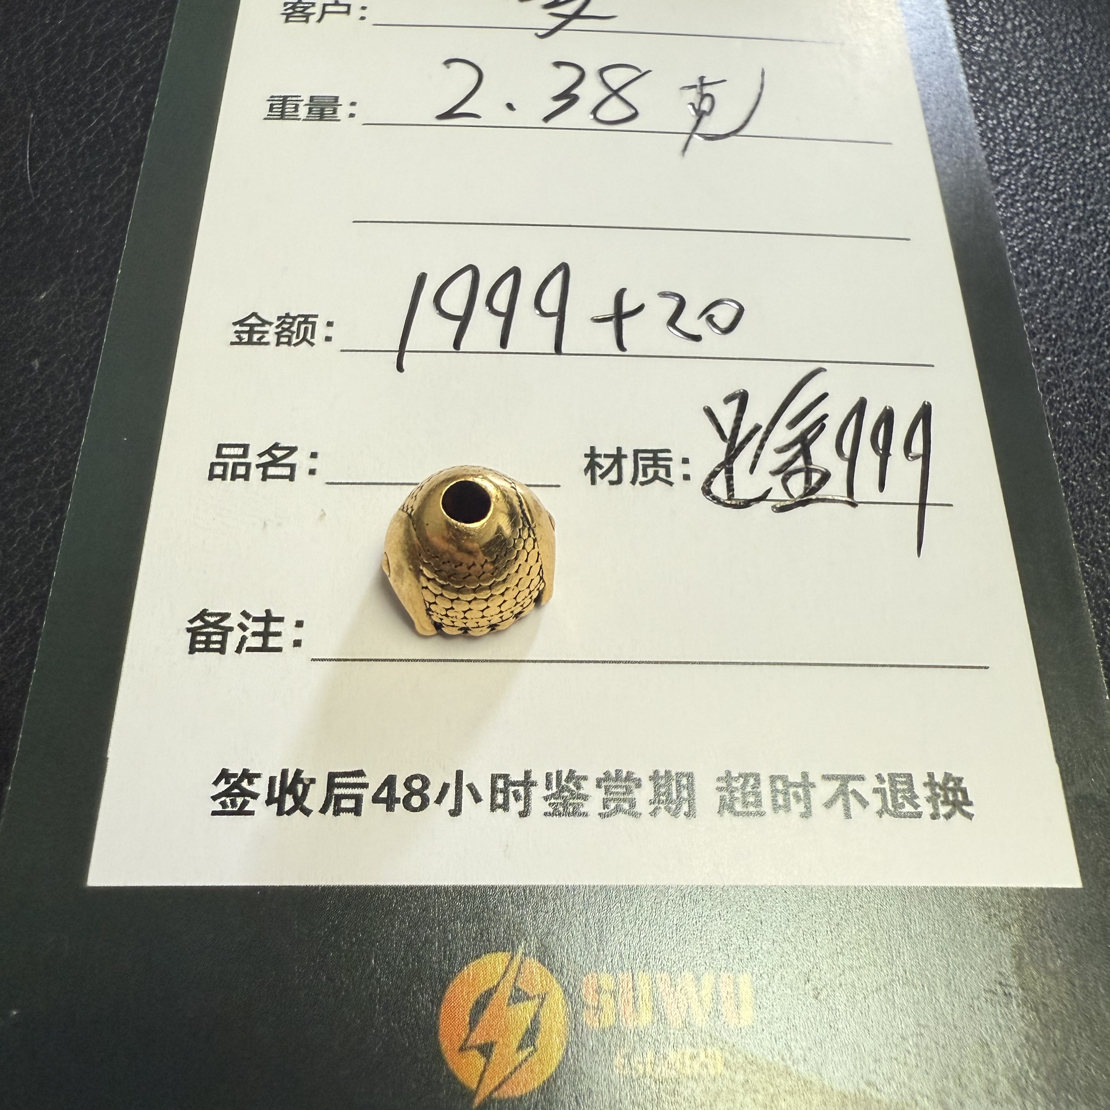 客户:
重量: 2.38克
金额: 1999+20
品名: 材质: 足金999
备注:
签收后48小时鉴赏期 超时不退换
SUWU